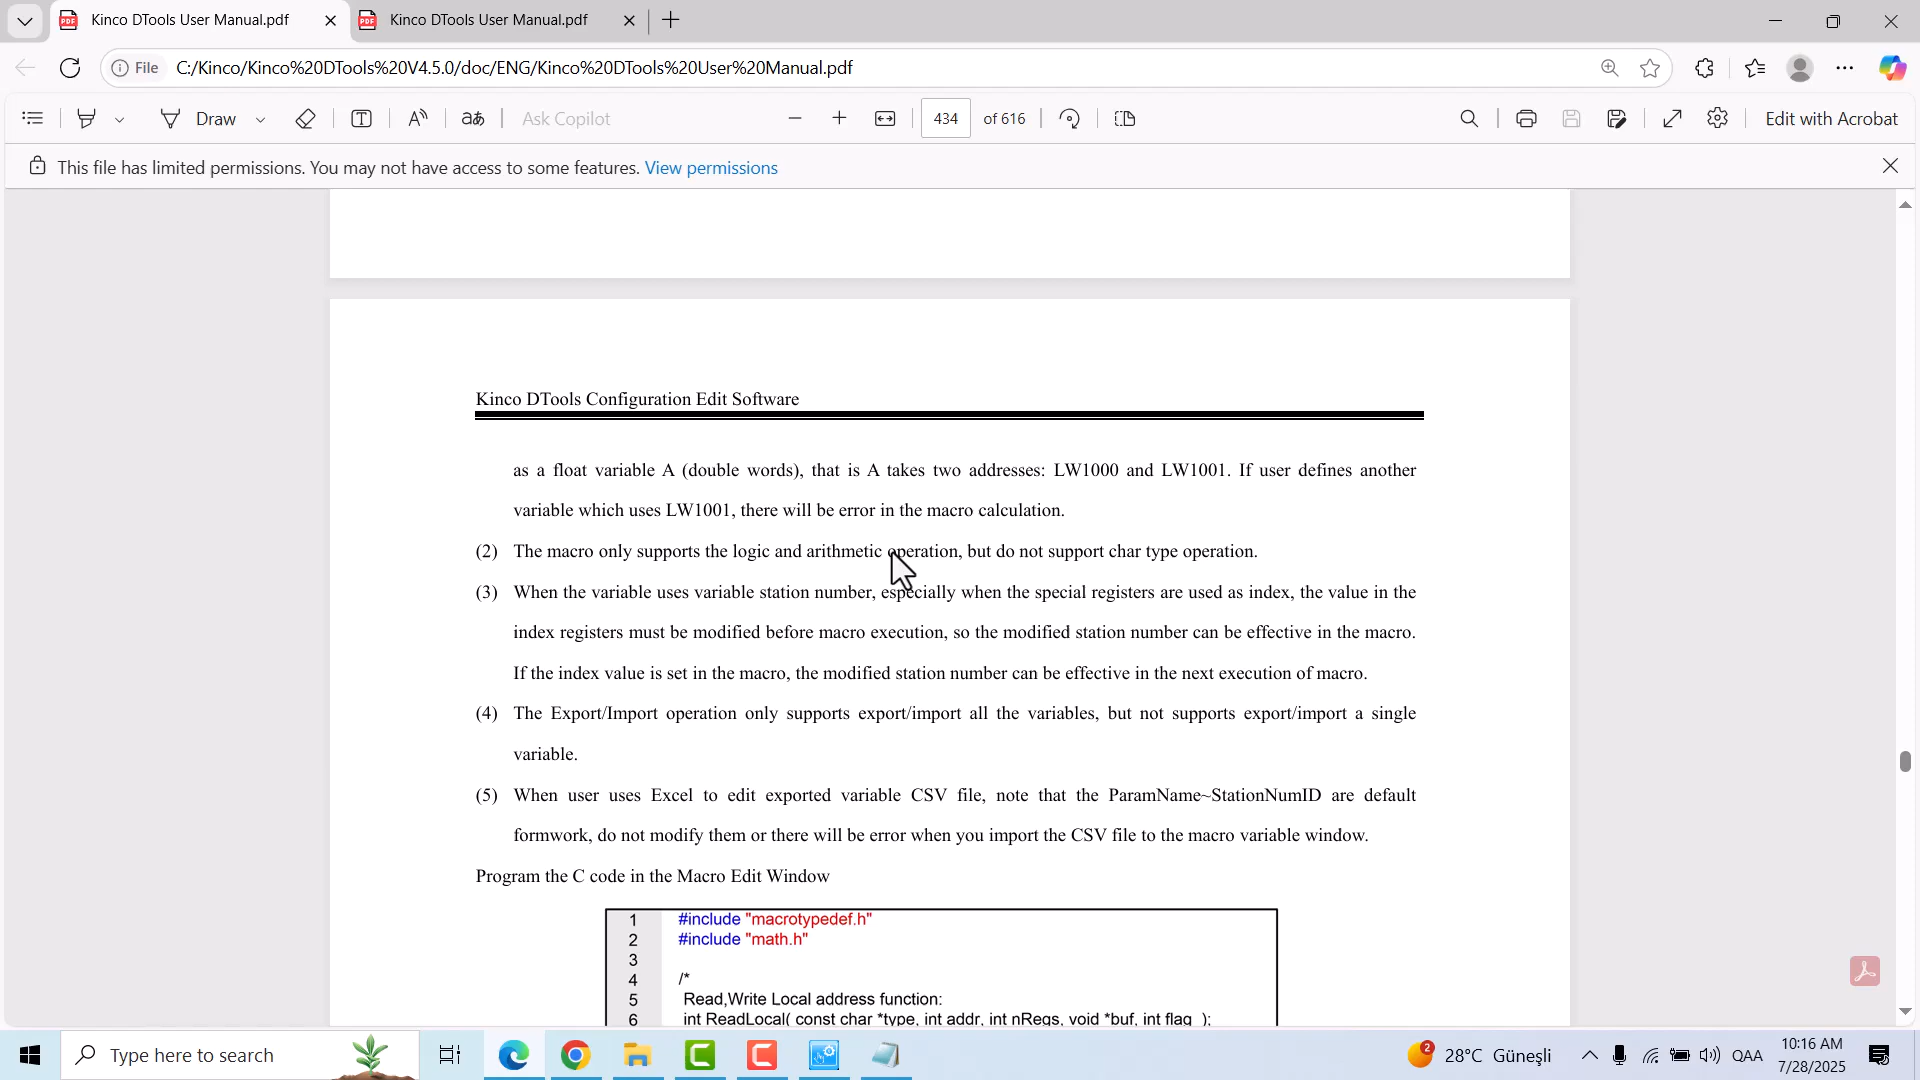 Kinco DTools User Manual.pdf
Kinco DTools User Manual.pdf
File
C:/Kinco/Kinco%20DTools%20V4.5.0/doc/ENG/Kinco%20DTools%20User%20Manual.pdf
Draw
Ask Copilot
434 of 616
Edit with Acrobat
This file has limited permissions. You may not have access to some features. View permissions
Kinco DTools Configuration Edit Software
as a float variable A (double words), that is A takes two addresses: LW1000 and LW1001. If user defines another
variable which uses LW1001, there will be error in the macro calculation.
(2) The macro only supports the logic and arithmetic operation, but do not support char type operation.
(3) When the variable uses variable station number, especially when the special registers are used as index, the value in the
index registers must be modified before macro execution, so the modified station number can be effective in the macro.
If the index value is set in the macro, the modified station number can be effective in the next execution of macro.
(4) The Export/Import operation only supports export/import all the variables, but not supports export/import a single
variable.
(5) When user uses Excel to edit exported variable CSV file, note that the ParamName~StationNumID are default
formwork, do not modify them or there will be error when you import the CSV file to the macro variable window.
Program the C code in the Macro Edit Window
1 #include "macrotypedef.h"
2 #include "math.h"
3
4 /*
5 Read,Write Local address function:
6 int ReadLocal( const char *type, int addr, int nRegs, void *buf, int flag );
Type here to search
2
28°C Güneşli
QAA
10:16 AM
7/28/2025